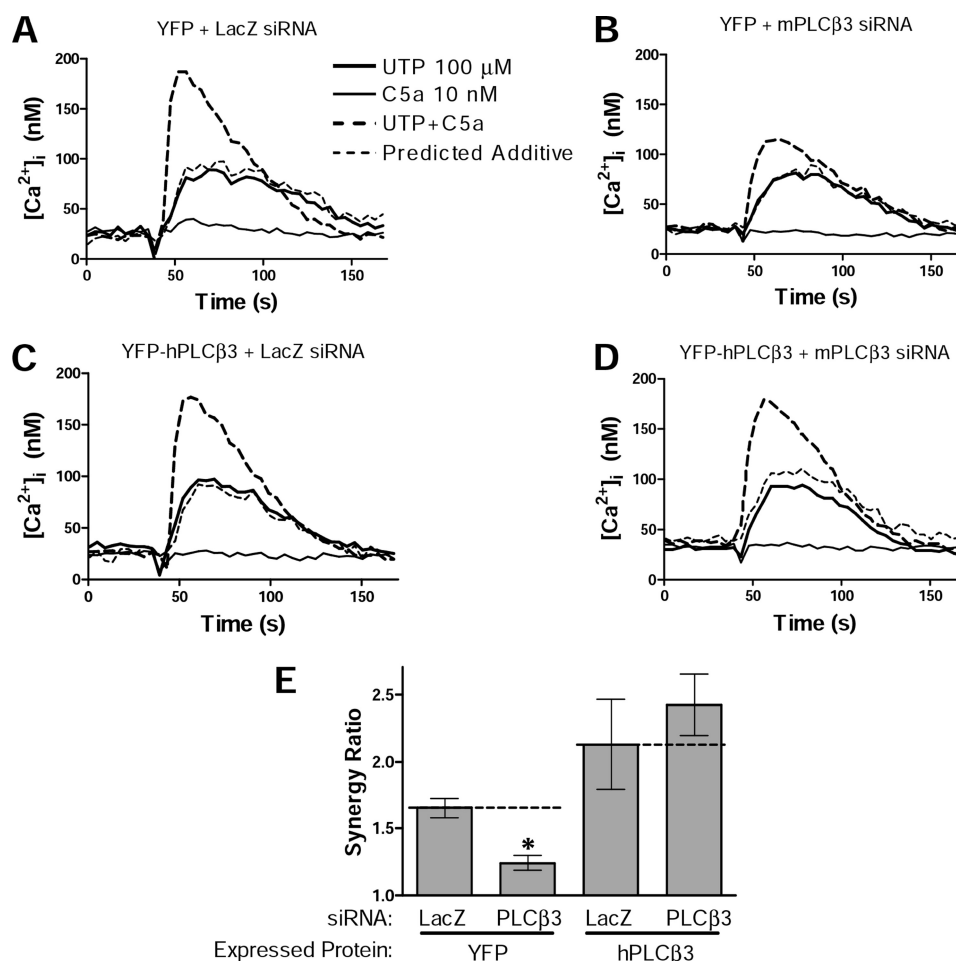 A
YFP + LacZ siRNA
[Ca2+]i (nM)
200
150
100
50
0
0 50 100 150
Time (s)
UTP 100 μM
C5a 10 nM
UTP+C5a
Predicted Additive
B
YFP + mPLCβ3 siRNA
[Ca2+]i (nM)
200
150
100
50
0
0 50 100 150
Time (s)
C
YFP-hPLCβ3 + LacZ siRNA
[Ca2+]i (nM)
200
150
100
50
0
0 50 100 150
Time (s)
D
YFP-hPLCβ3 + mPLCβ3 siRNA
[Ca2+]i (nM)
200
150
100
50
0
0 50 100 150
Time (s)
E
Synergy Ratio
2.5
2.0
1.5
1.0
*
siRNA: LacZ PLCβ3 LacZ PLCβ3
Expressed Protein: YFP hPLCβ3